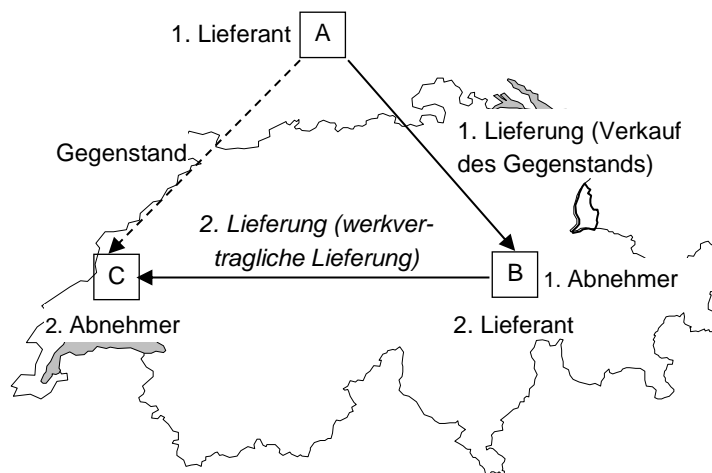 1. Lieferant
A
1. Lieferung (Verkauf
des Gegenstands)
Gegenstand
2. Lieferung (werkver-
tragliche Lieferung)
C
B
1. Abnehmer
2. Abnehmer
2. Lieferant